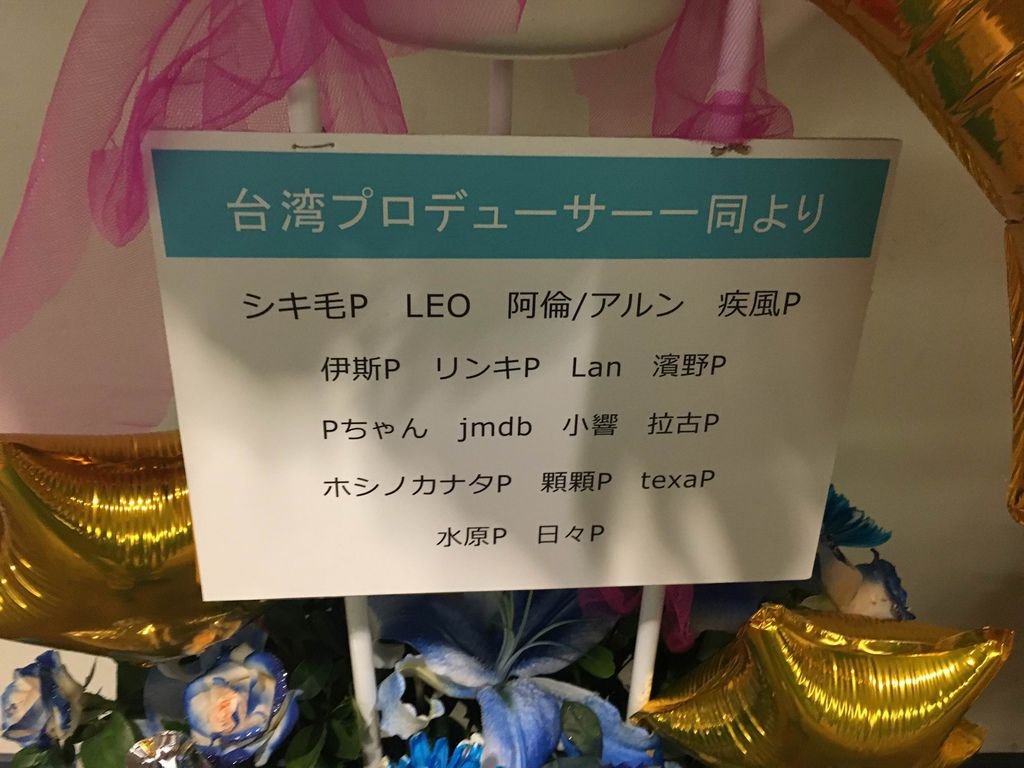 台湾プロデューサー一同より
シキ毛P LEO 阿倫/アルン 疾風P
伊斯P リンキP Lan 濱野P
Pちゃん jmdb 小響 拉古P
ホシノカナタP 顆顆P texaP
水原P 日々P